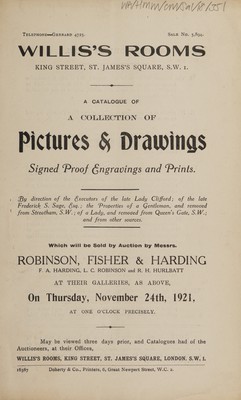 TELEPHONE—GERRARD 4529.
SALE No. 3,692.
WILLIS'S ROOMS
KING STREET, ST. JAMES'S SQUARE, S.W. 1.
A CATALOGUE OF
A COLLECTION OF
Pictures & Drawings
Signed Proof Engravings and Prints.
By direction of the Executors of the late Lady Clifford; of the late
Frederick S. Sage, Esq.; the Properties of a Gentleman, and removed
from Streatham, S.W.; of a Lady, and removed from Queen's Gate, S.W.;
and from other sources.
Which will be Sold by Auction by Messrs.
ROBINSON, FISHER & HARDING
F. A. HARDING, L. C. ROBINSON and R. H. HURLBATT
AT THEIR GALLERIES, AS ABOVE,
On Thursday, November 24th, 1921,
AT ONE O'CLOCK PRECISELY.
May be viewed three days prior, and Catalogues had of the
Auctioneers, at their Offices,
WILLIS'S ROOMS, KING STREET, ST. JAMES'S SQUARE, LONDON. S.W. 1.
Doherty & Co., Printers, 6, Great Newport Street, W.C. 2.